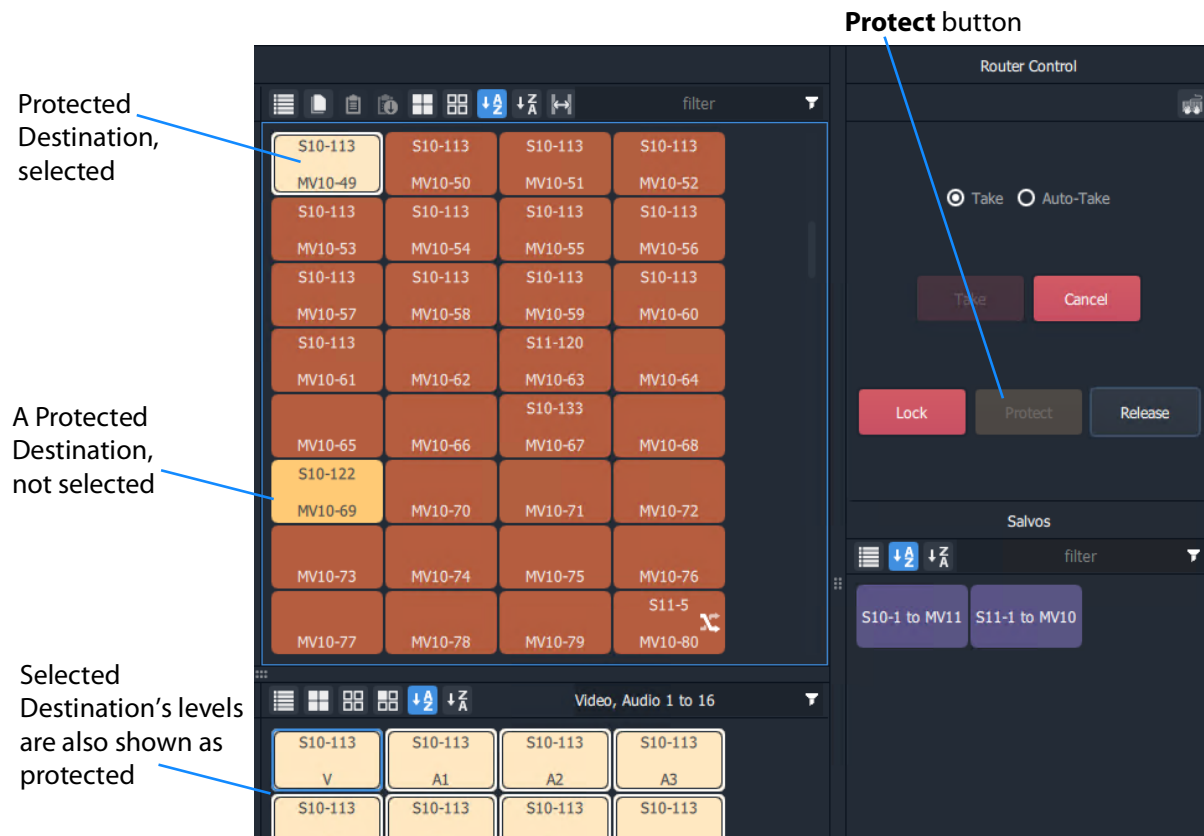 Protect button
Router Control
Protected
Destination,
selected
filter
S10-113 S10-113 S10-113 S10-113
MV10-49 MV10-50 MV10-51 MV10-52
Take Auto-Take
S10-113 S10-113 S10-113 S10-113
MV10-53 MV10-54 MV10-55 MV10-56
S10-113 S10-113 S10-113 S10-113
MV10-57 MV10-58 MV10-59 MV10-60
Take Cancel
S10-113 S11-120
MV10-61 MV10-62 MV10-63 MV10-64
A Protected
Destination,
not selected
S10-133
MV10-65 MV10-66 MV10-67 MV10-68
Lock Protect Release
S10-122
MV10-69 MV10-70 MV10-71 MV10-72
Salvos
filter
MV10-73 MV10-74 MV10-75 MV10-76
S11-5
MV10-77 MV10-78 MV10-79 MV10-80
S10-1 to MV11 S11-1 to MV10
Selected
Destination’s levels
are also shown as
protected
Video, Audio 1 to 16
S10-113 S10-113 S10-113 S10-113
V A1 A2 A3
S10-113 S10-113 S10-113 S10-113